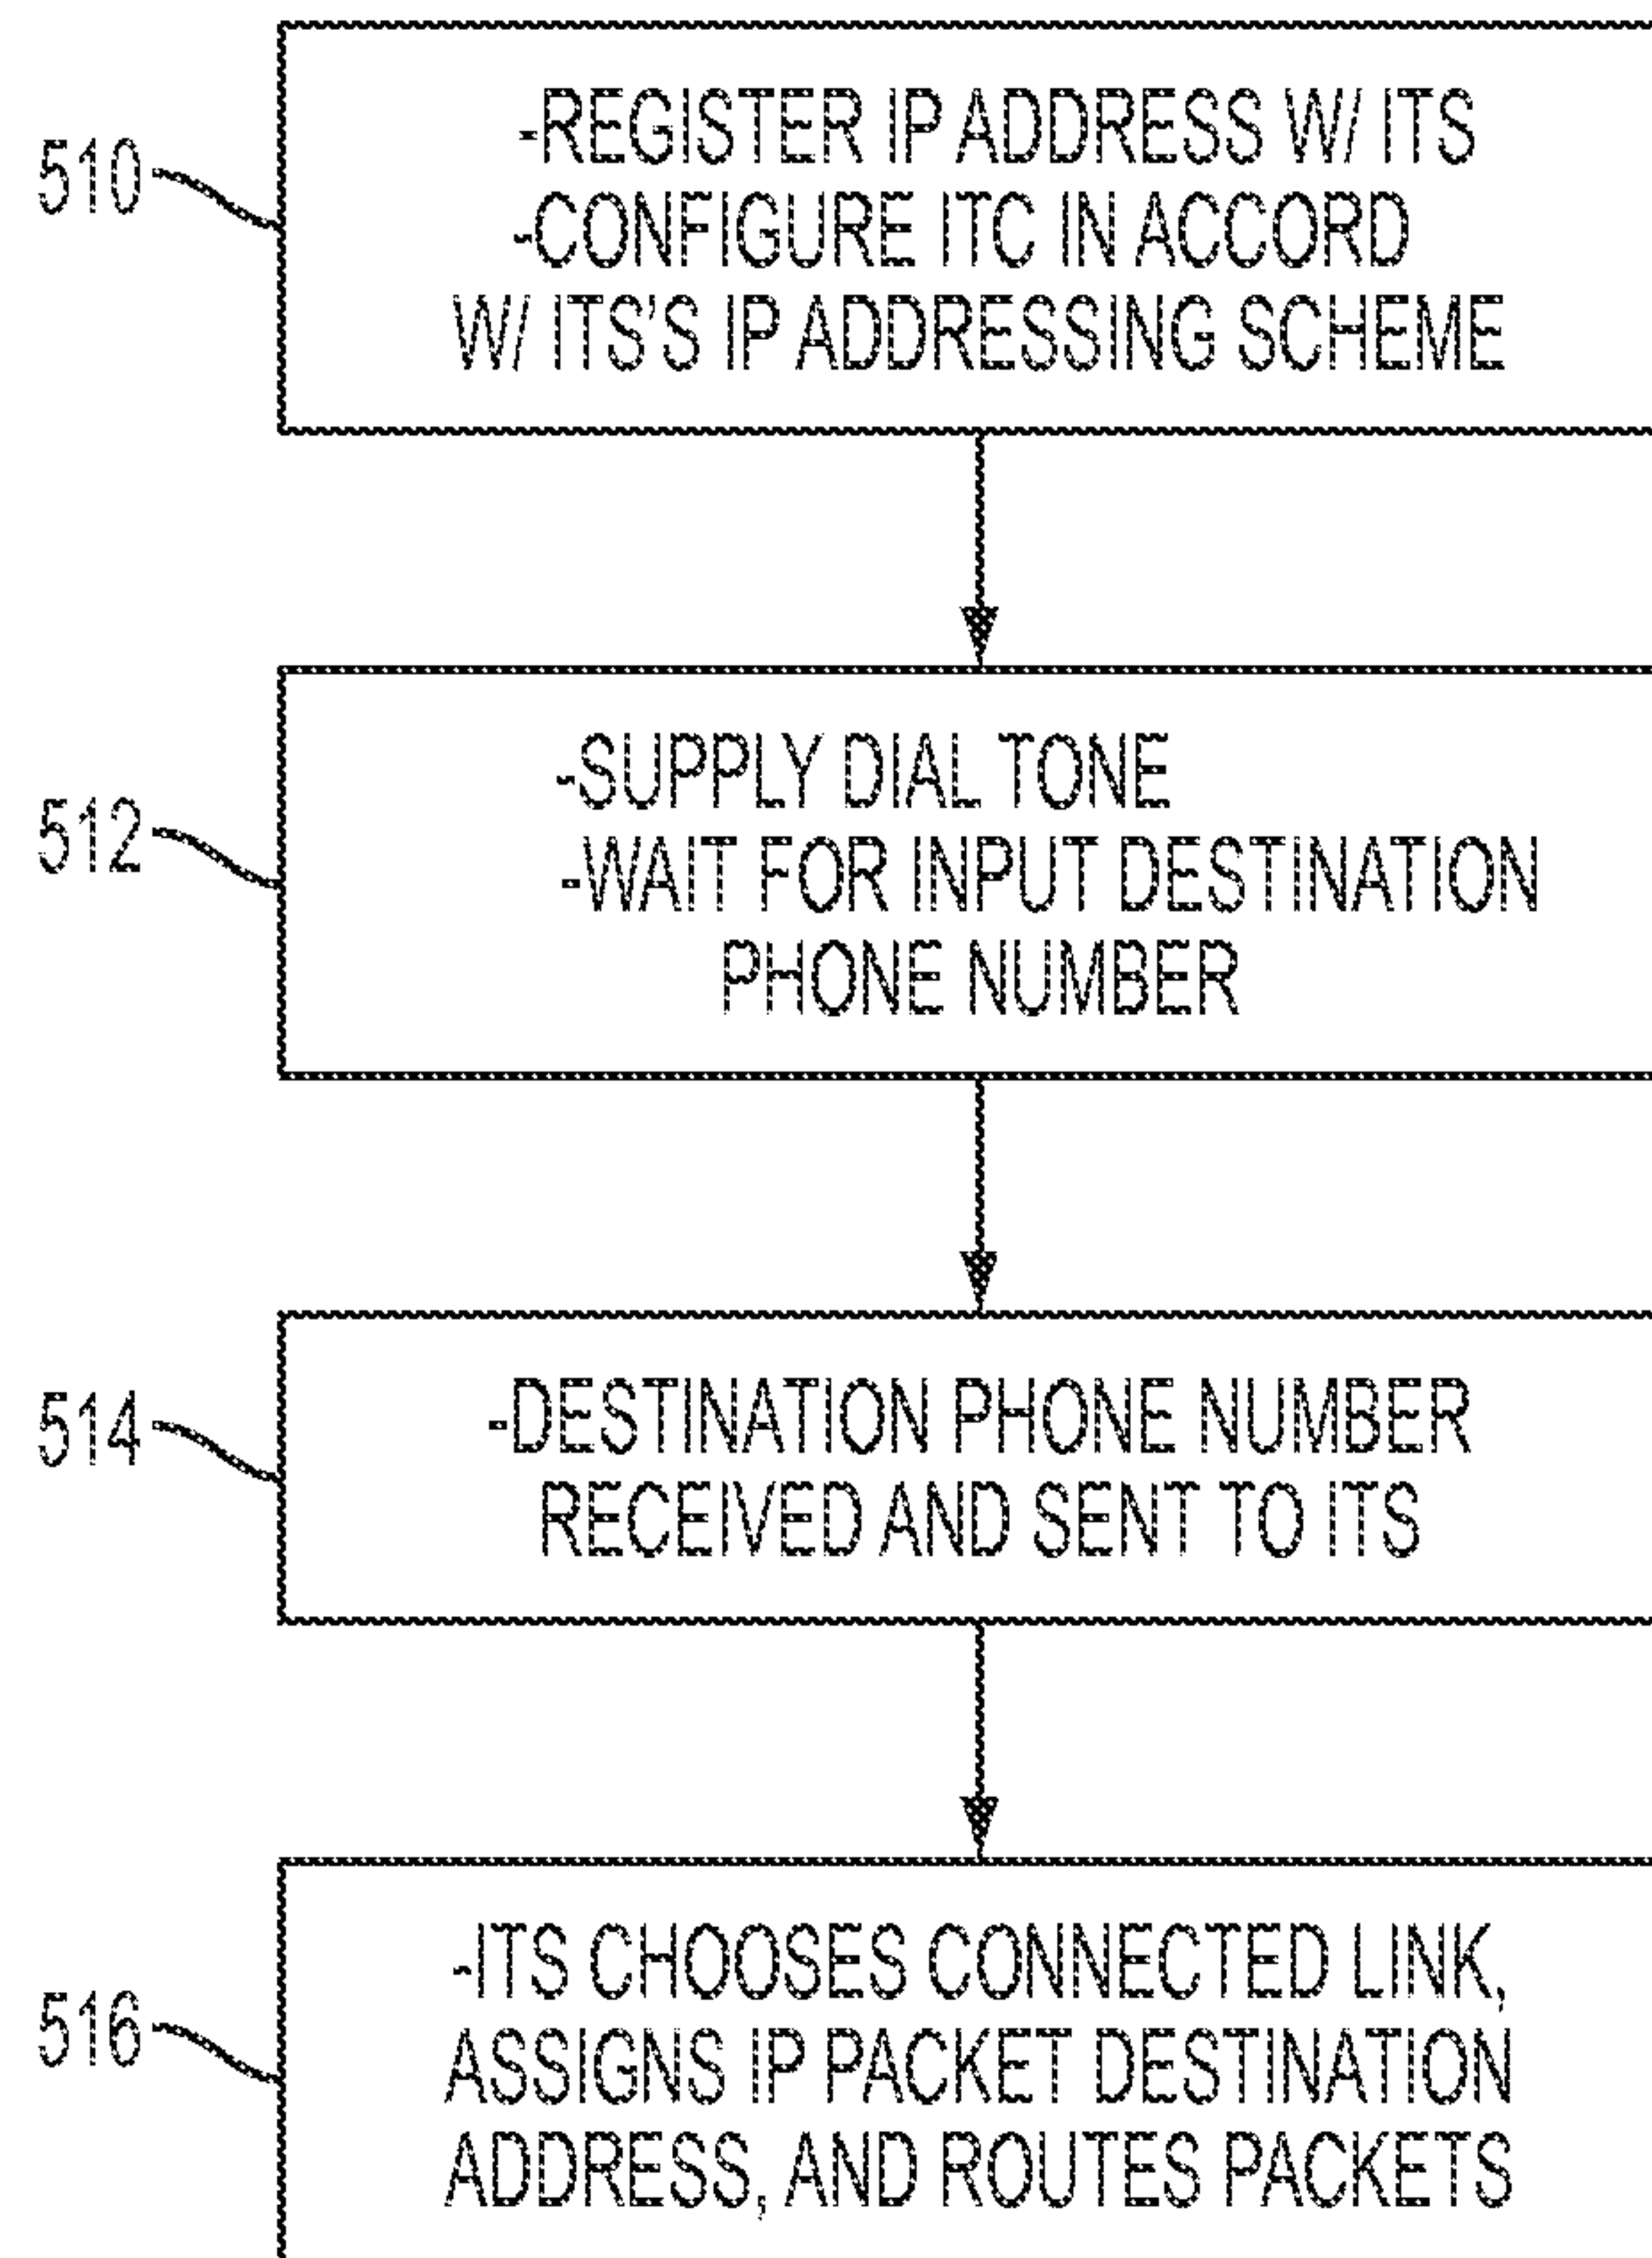 510
-REGISTER IP ADDRESS W/ ITS
-CONFIGURE ITC IN ACCORD
W/ ITS'S IP ADDRESSING SCHEME
512
-SUPPLY DIAL TONE
-WAIT FOR INPUT DESTINATION
PHONE NUMBER
514
-DESTINATION PHONE NUMBER
RECEIVED AND SENT TO ITS
516
-ITS CHOOSES CONNECTED LINK,
ASSIGNS IP PACKET DESTINATION
ADDRESS, AND ROUTES PACKETS